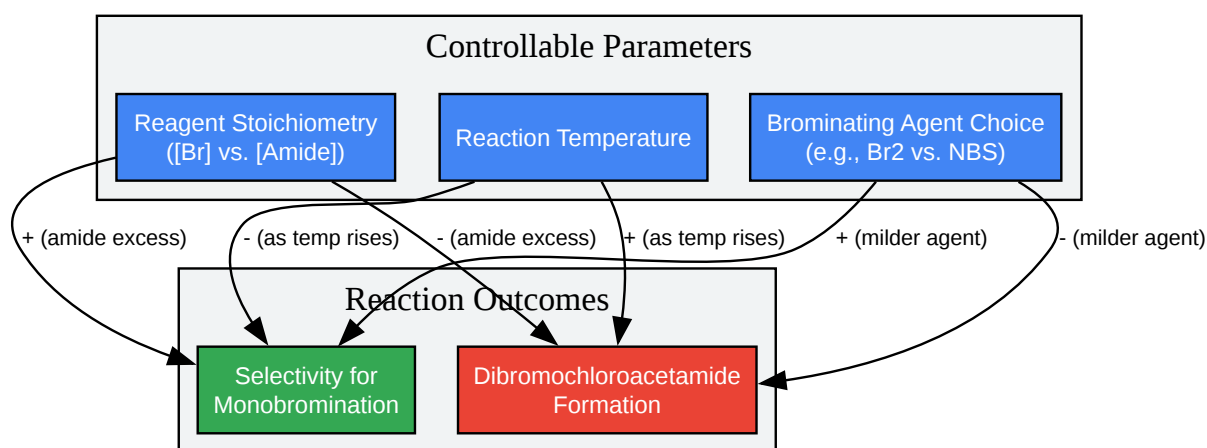 Controllable Parameters
Reagent Stoichiometry
([Br] vs. [Amide])
Reaction Temperature
Brominating Agent Choice
(e.g., Br2 vs. NBS)
+ (amide excess)
- (as temp rises)
- (amide excess)
+ (as temp rises)
+ (milder agent)
- (milder agent)
Reaction Outcomes
Selectivity for
Monobromination
Dibromochloroacetamide
Formation